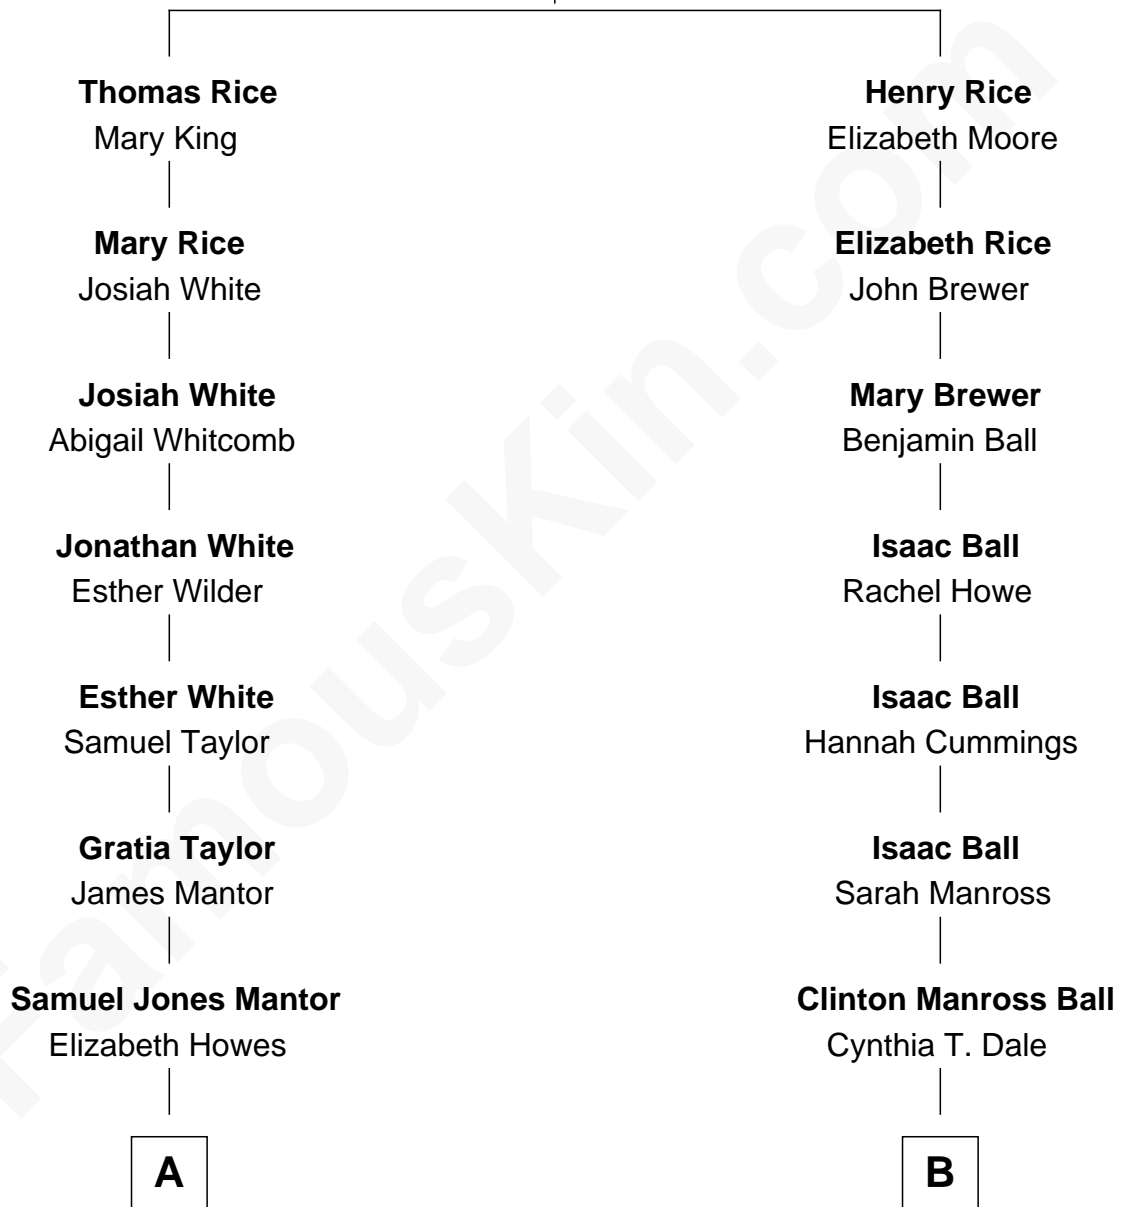 Thomas Rice
Mary King
Mary Rice
Josiah White
Josiah White
Abigail Whitcomb
Jonathan White
Esther Wilder
Esther White
Samuel Taylor
Gratia Taylor
James Mantor
Samuel Jones Mantor
Elizabeth Howes
A
Henry Rice
Elizabeth Moore
Elizabeth Rice
John Brewer
Mary Brewer
Benjamin Ball
Isaac Ball
Rachel Howe
Isaac Ball
Hannah Cummings
Isaac Ball
Sarah Manross
Clinton Manross Ball
Cynthia T. Dale
B
FamousKin.com